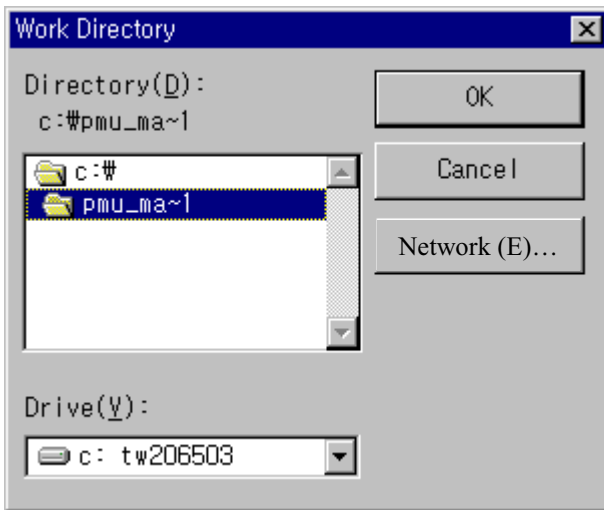 Work Directory
Directory(D):
c:₩pmu_ma~1
c:₩
pmu_ma~1
Drive(V):
c: tw206503
OK
Cancel
Network (E)…